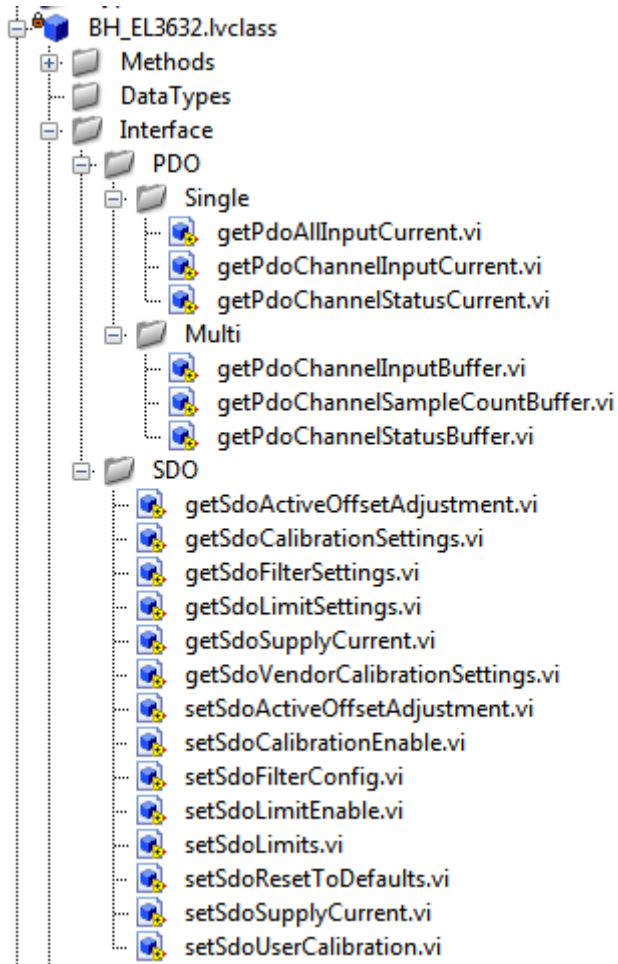 BH_EL3632.lvclass
Methods
DataTypes
Interface
PDO
Single
getPdoAllInputCurrent.vi
getPdoChannelInputCurrent.vi
getPdoChannelStatusCurrent.vi
Multi
getPdoChannelInputBuffer.vi
getPdoChannelSampleCountBuffer.vi
getPdoChannelStatusBuffer.vi
SDO
getSdoActiveOffsetAdjustment.vi
getSdoCalibrationSettings.vi
getSdoFilterSettings.vi
getSdoLimitSettings.vi
getSdoSupplyCurrent.vi
getSdoVendorCalibrationSettings.vi
setSdoActiveOffsetAdjustment.vi
setSdoCalibrationEnable.vi
setSdoFilterConfig.vi
setSdoLimitEnable.vi
setSdoLimits.vi
setSdoResetToDefaults.vi
setSdoSupplyCurrent.vi
setSdoUserCalibration.vi